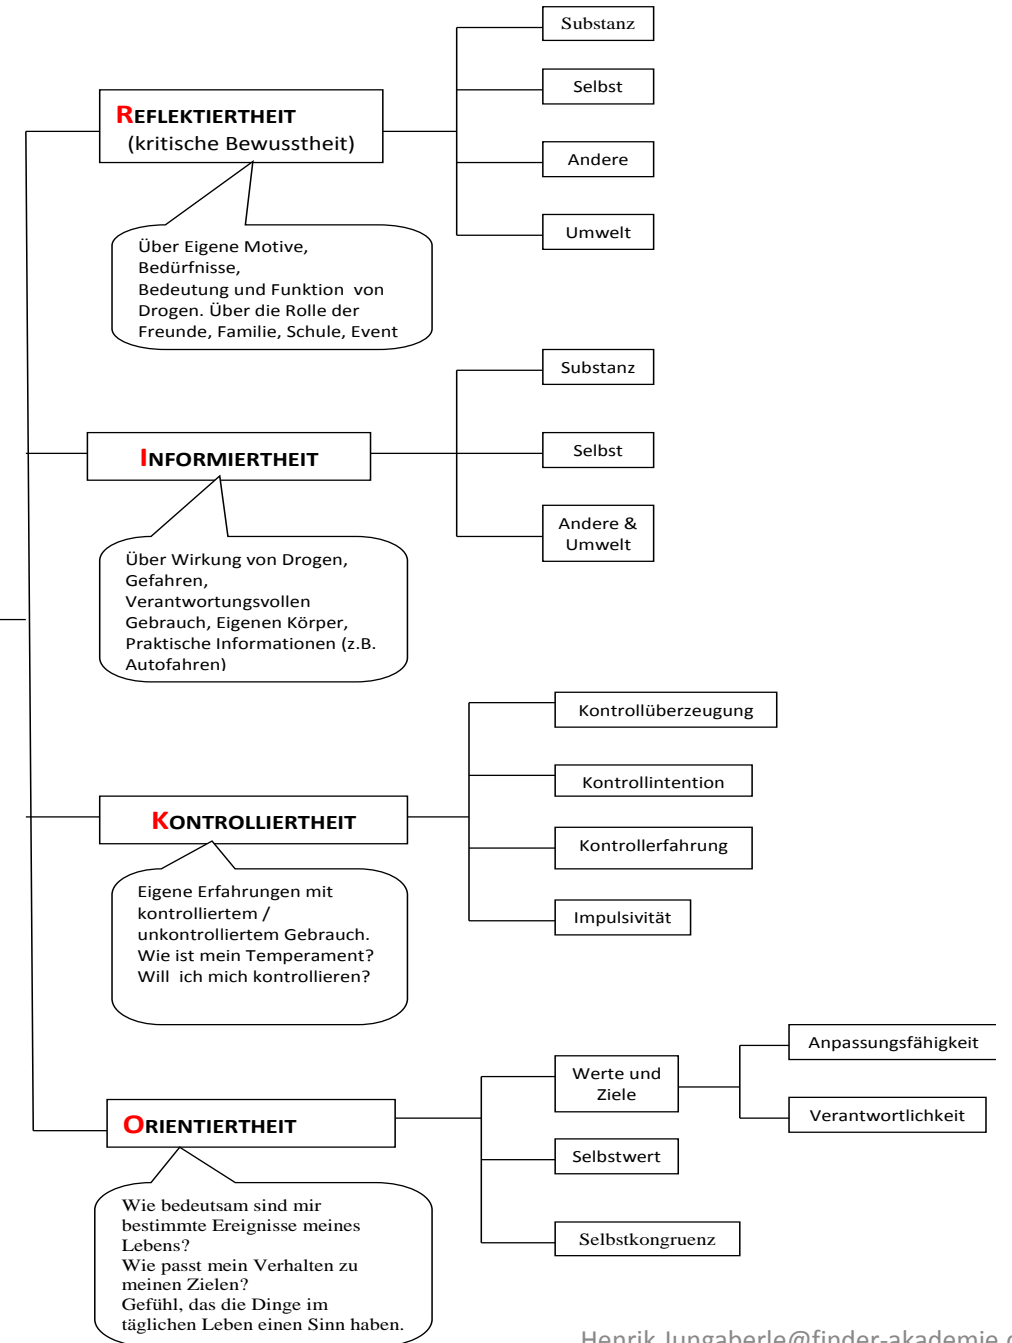 Substanz
Selbst
REFLEKTIERTHEIT
(kritische Bewusstheit)
Andere
Umwelt
Über Eigene Motive,
Bedürfnisse,
Bedeutung und Funktion von
Drogen. Über die Rolle der
Freunde, Familie, Schule, Event
Substanz
INFORMIERTHEIT
Selbst
Andere &
Umwelt
Über Wirkung von Drogen,
Gefahren,
Verantwortungsvollen
Gebrauch, Eigenen Körper,
Praktische Informationen (z.B.
Autofahren)
Kontrollüberzeugung
Kontrollintention
KONTROLLIERTHEIT
Kontrollerfahrung
Impulsivität
Eigene Erfahrungen mit
kontrolliertem /
unkontrolliertem Gebrauch.
Wie ist mein Temperament?
Will ich mich kontrollieren?
Anpassungsfähigkeit
Werte und
Ziele
Verantwortlichkeit
ORIENTIERTHEIT
Selbstwert
Selbstkongruenz
Wie bedeutsam sind mir
bestimmte Ereignisse meines
Lebens?
Wie passt mein Verhalten zu
meinen Zielen?
Gefühl, das die Dinge im
täglichen Leben einen Sinn haben.
Henrik.Jungaberle@finder-akademie.